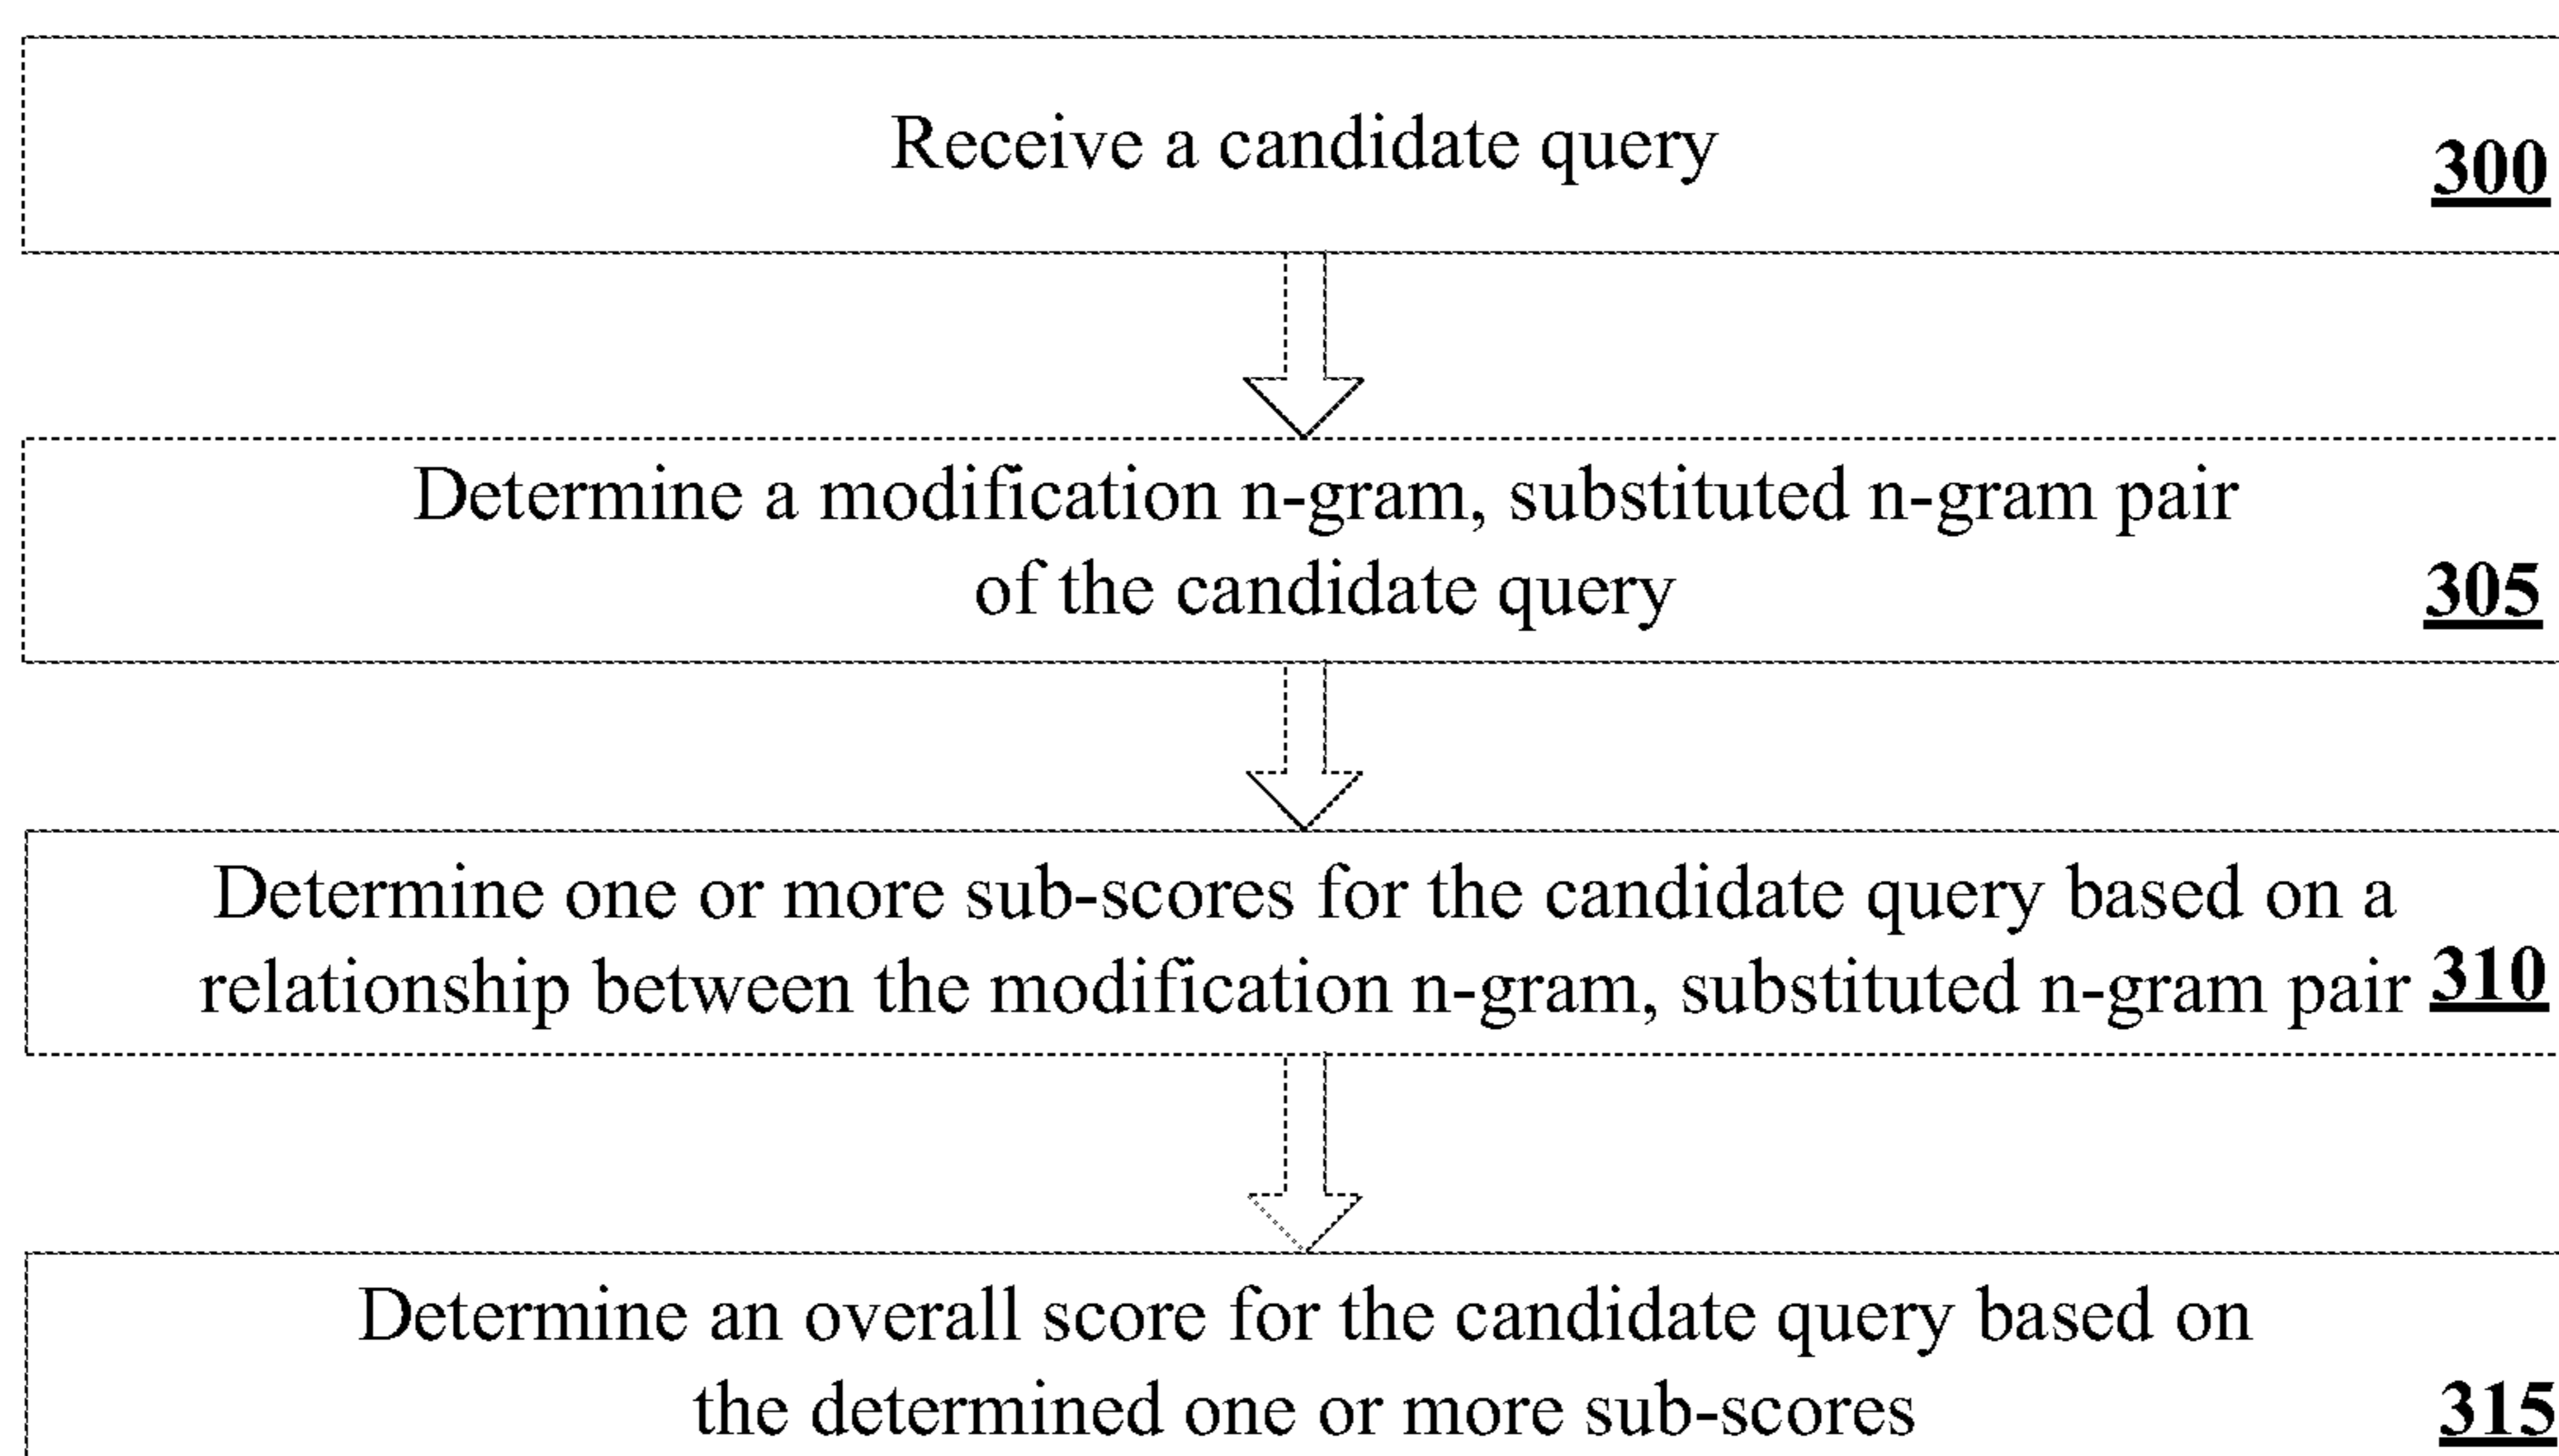 Receive a candidate query
300
Determine a modification n-gram, substituted n-gram pair
of the candidate query
305
Determine one or more sub-scores for the candidate query based on a
relationship between the modification n-gram, substituted n-gram pair 310
Determine an overall score for the candidate query based on
the determined one or more sub-scores
315